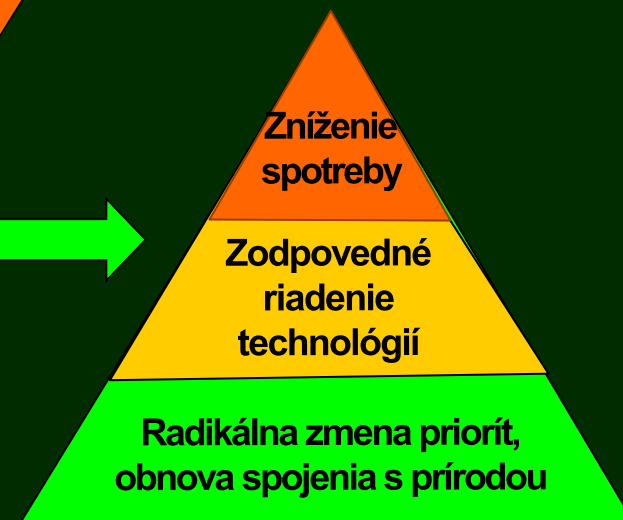 Zníženie
spotreby
Zodpovedné
riadenie
technológií
Radikálna zmena priorít,
obnova spojenia s prírodou